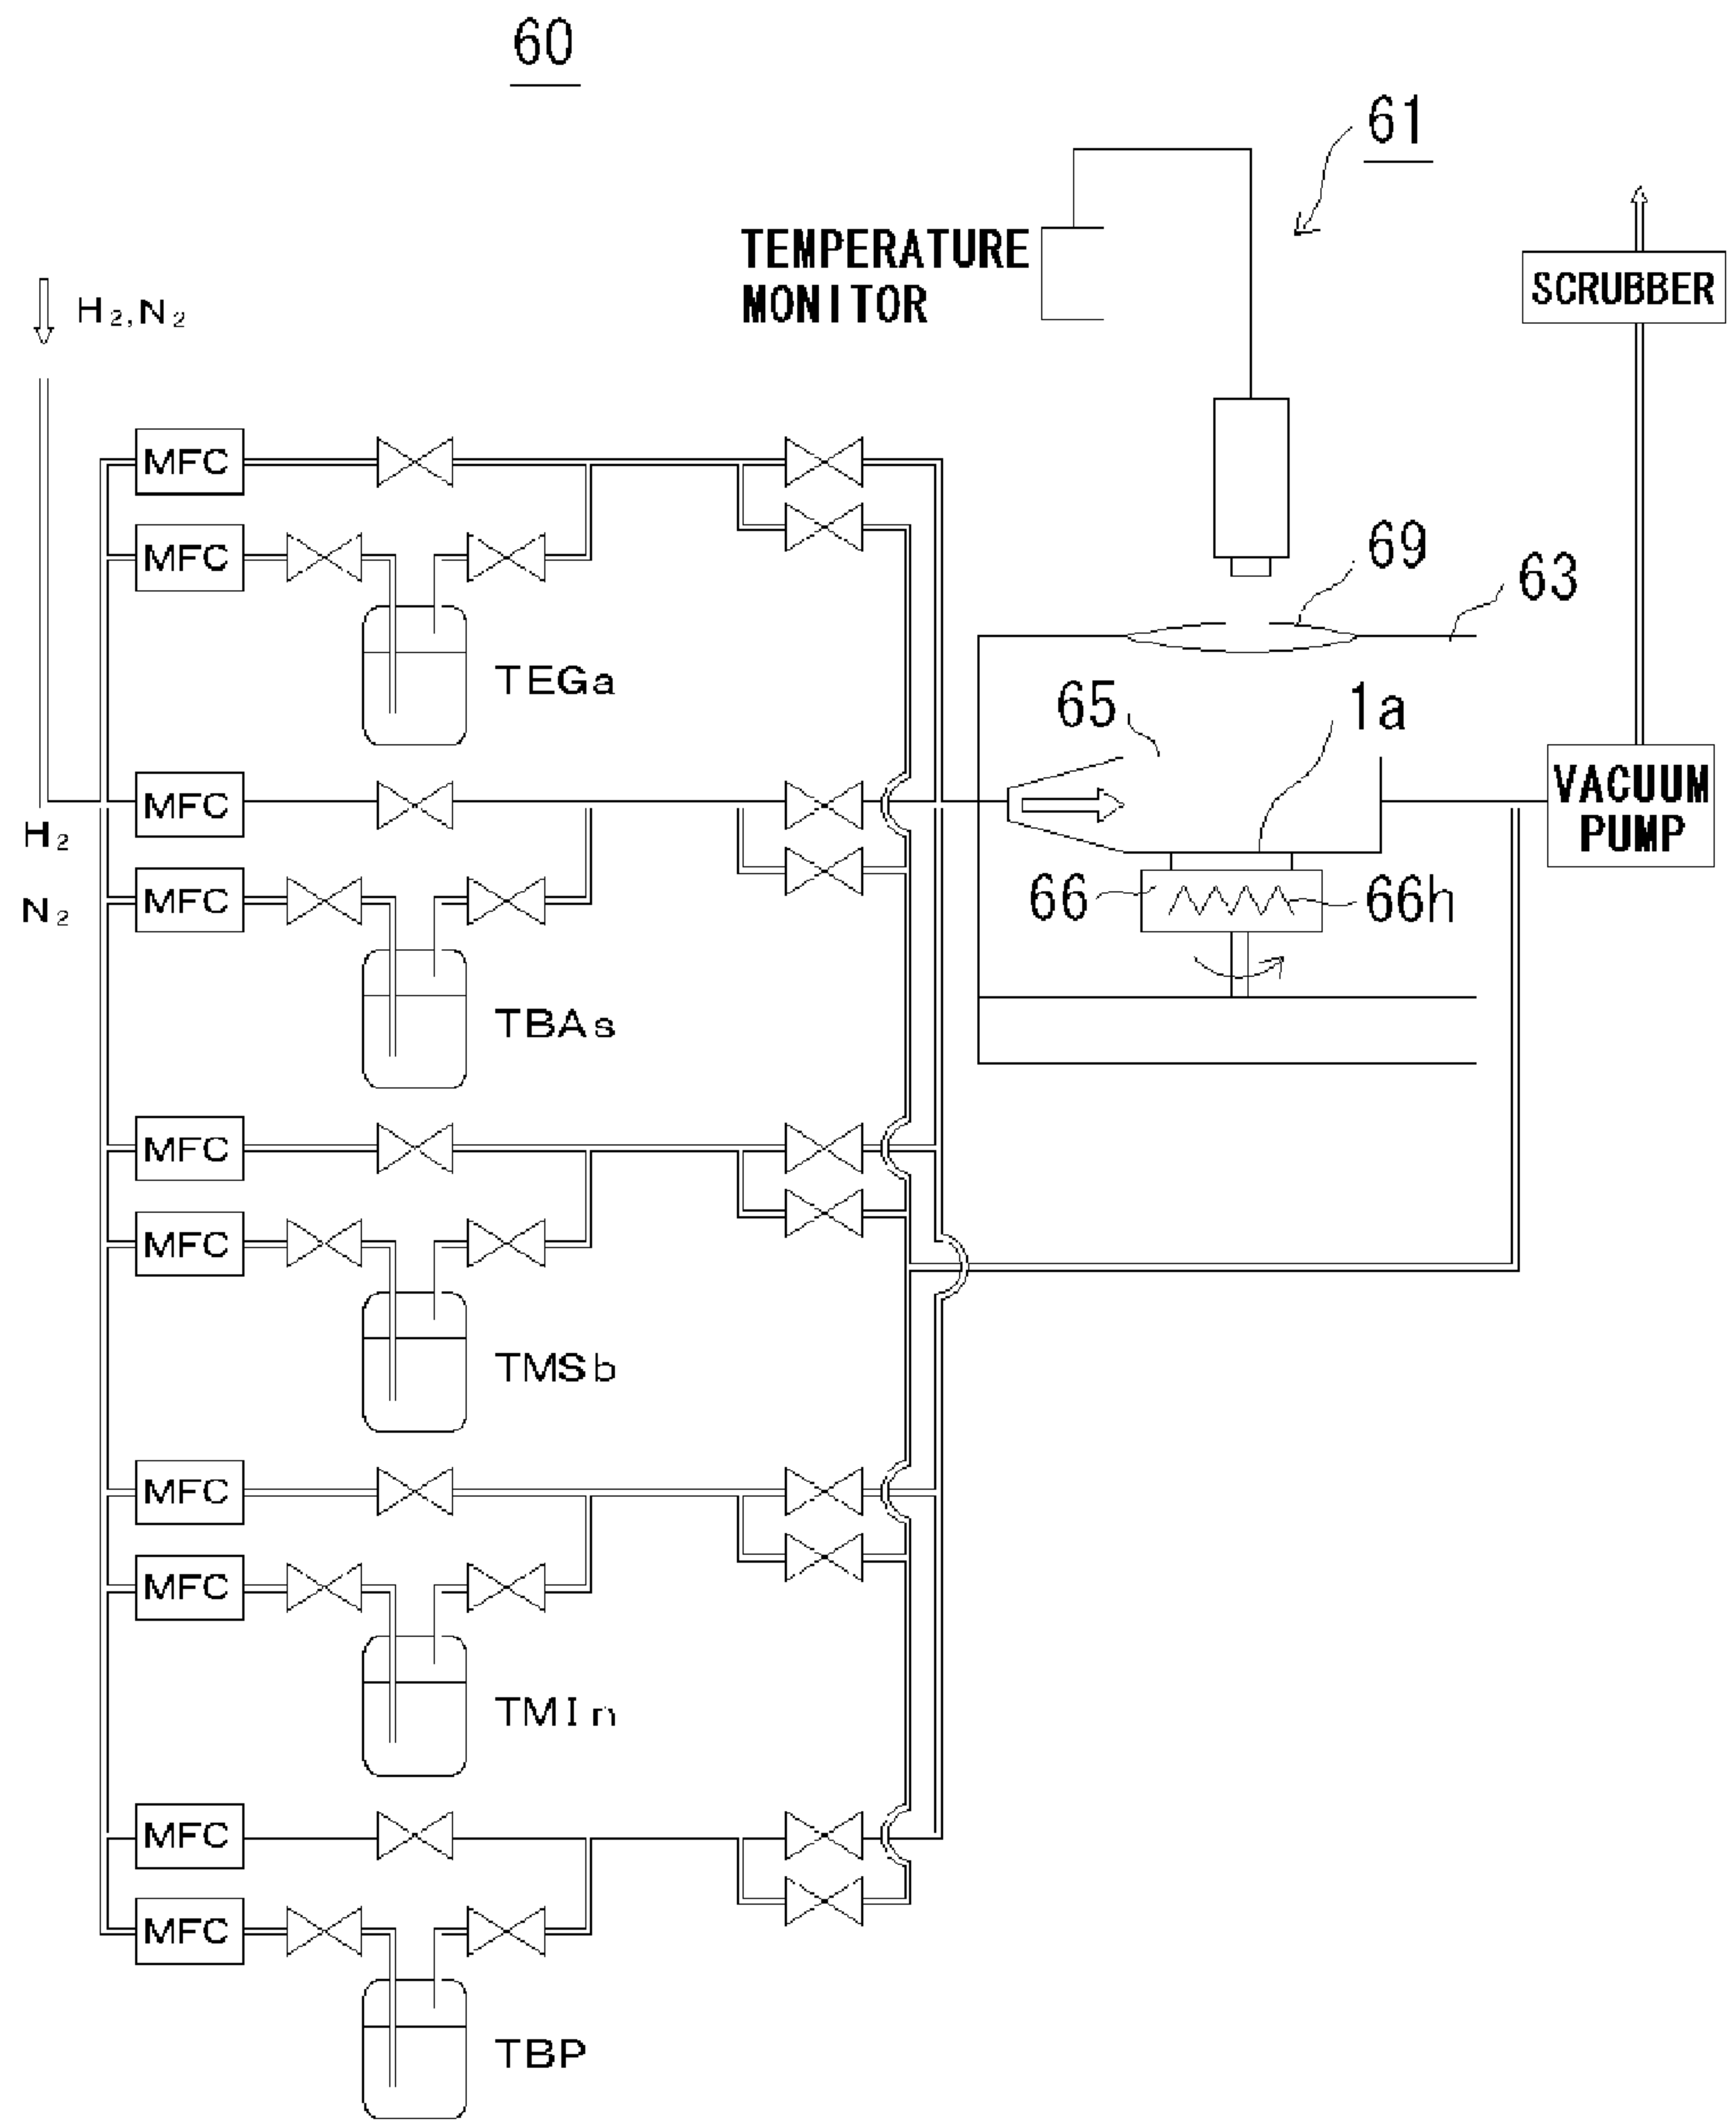 60
61
TEMPERATURE
MONITOR
SCRUBBER
H₂,N₂
MFC
MFC
69
63
TEGa
65
1a
MFC
VACUUM
PUMP
H₂
N₂
MFC
66
66h
TBAs
MFC
MFC
TMSb
MFC
MFC
TMIn
MFC
MFC
TBP